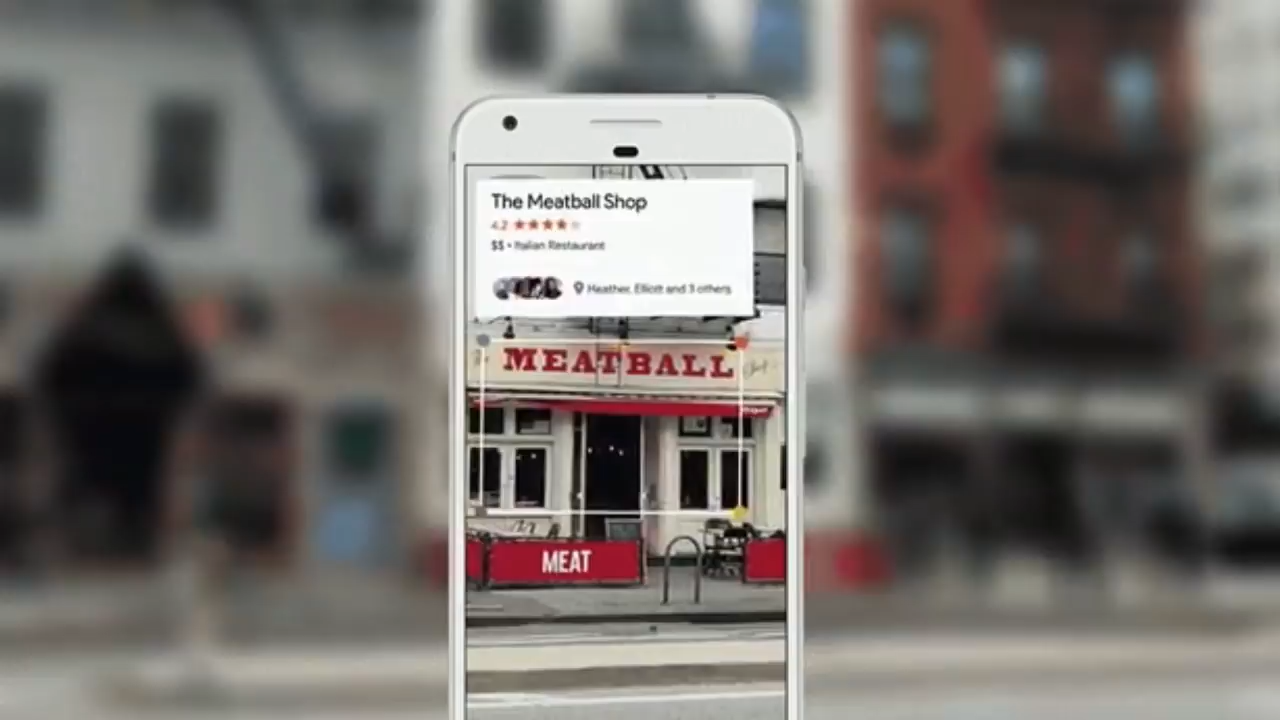 The Meatball Shop
4.2
$$ • Italian Restaurant
Heather, Elliott and 3 others
MEATBALL
MEAT